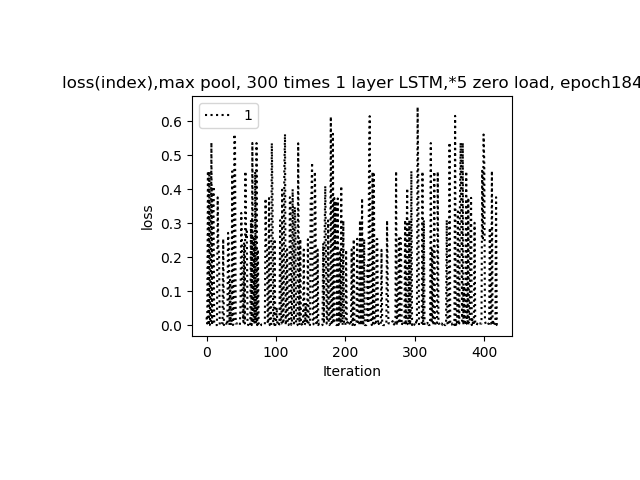 loss(index),max pool, 300 times 1 layer LSTM,*5 zero load, epoch184
1
0.6
0.5
0.4
0.3
0.2
0.1
0.0
loss
0 100 200 300 400
Iteration